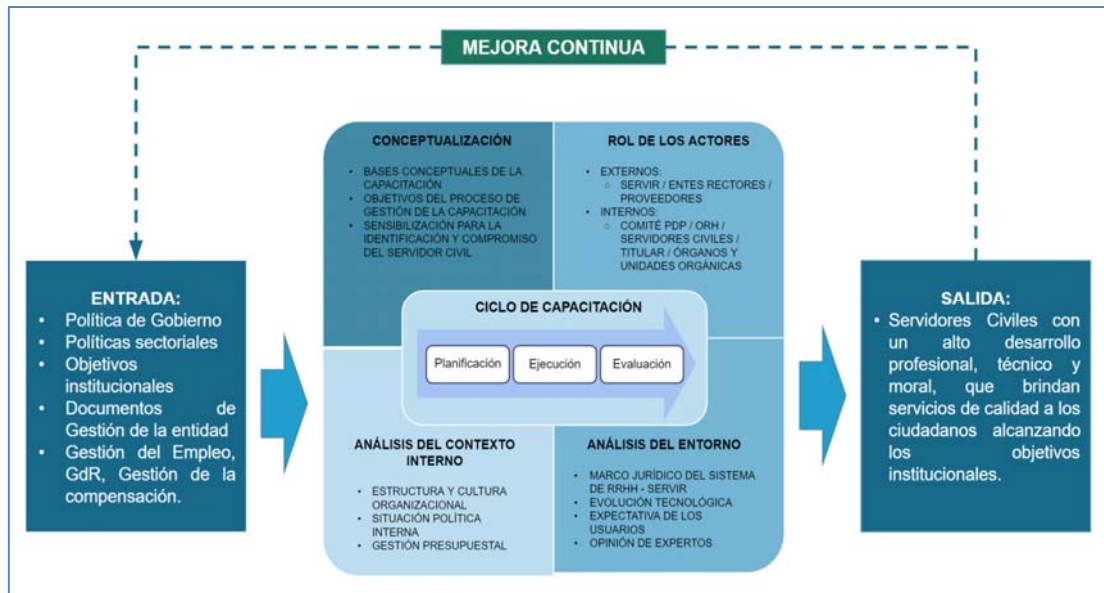 MEJORA CONTINUA
ENTRADA:
• Política de Gobierno
• Políticas sectoriales
• Objetivos
institucionales
• Documentos de
Gestión de la entidad
• Gestión del Empleo,
GdR, Gestión de la
compensación.
CONCEPTUALIZACIÓN
• BASES CONCEPTUALES DE LA
CAPACITACIÓN
• OBJETIVOS DEL PROCESO DE
GESTIÓN DE LA CAPACITACIÓN
• SENSIBILIZACIÓN PARA LA
IDENTIFICACIÓN Y COMPROMISO
DEL SERVIDOR CIVIL
ROL DE LOS ACTORES
• EXTERNOS:
○ SERVIR / ENTES RECTORES /
PROVEEDORES
• INTERNOS:
○ COMITÉ PDP / ORH /
SERVIDORES CIVILES /
TITULAR / ÓRGANOS Y
UNIDADES ORGÁNICAS
CICLO DE CAPACITACIÓN
Planificación
Ejecución
Evaluación
ANÁLISIS DEL CONTEXTO
INTERNO
• ESTRUCTURA Y CULTURA
ORGANIZACIONAL
• SITUACIÓN POLÍTICA
INTERNA
• GESTIÓN PRESUPUESTAL
ANÁLISIS DEL ENTORNO
• MARCO JURÍDICO DEL SISTEMA
DE RRHH - SERVIR
• EVOLUCIÓN TECNOLÓGICA
• EXPECTATIVA DE LOS
USUARIOS
• OPINIÓN DE EXPERTOS
SALIDA:
• Servidores Civiles con
un alto desarrollo
profesional, técnico y
moral, que brindan
servicios de calidad a los
ciudadanos alcanzando
los objetivos
institucionales.